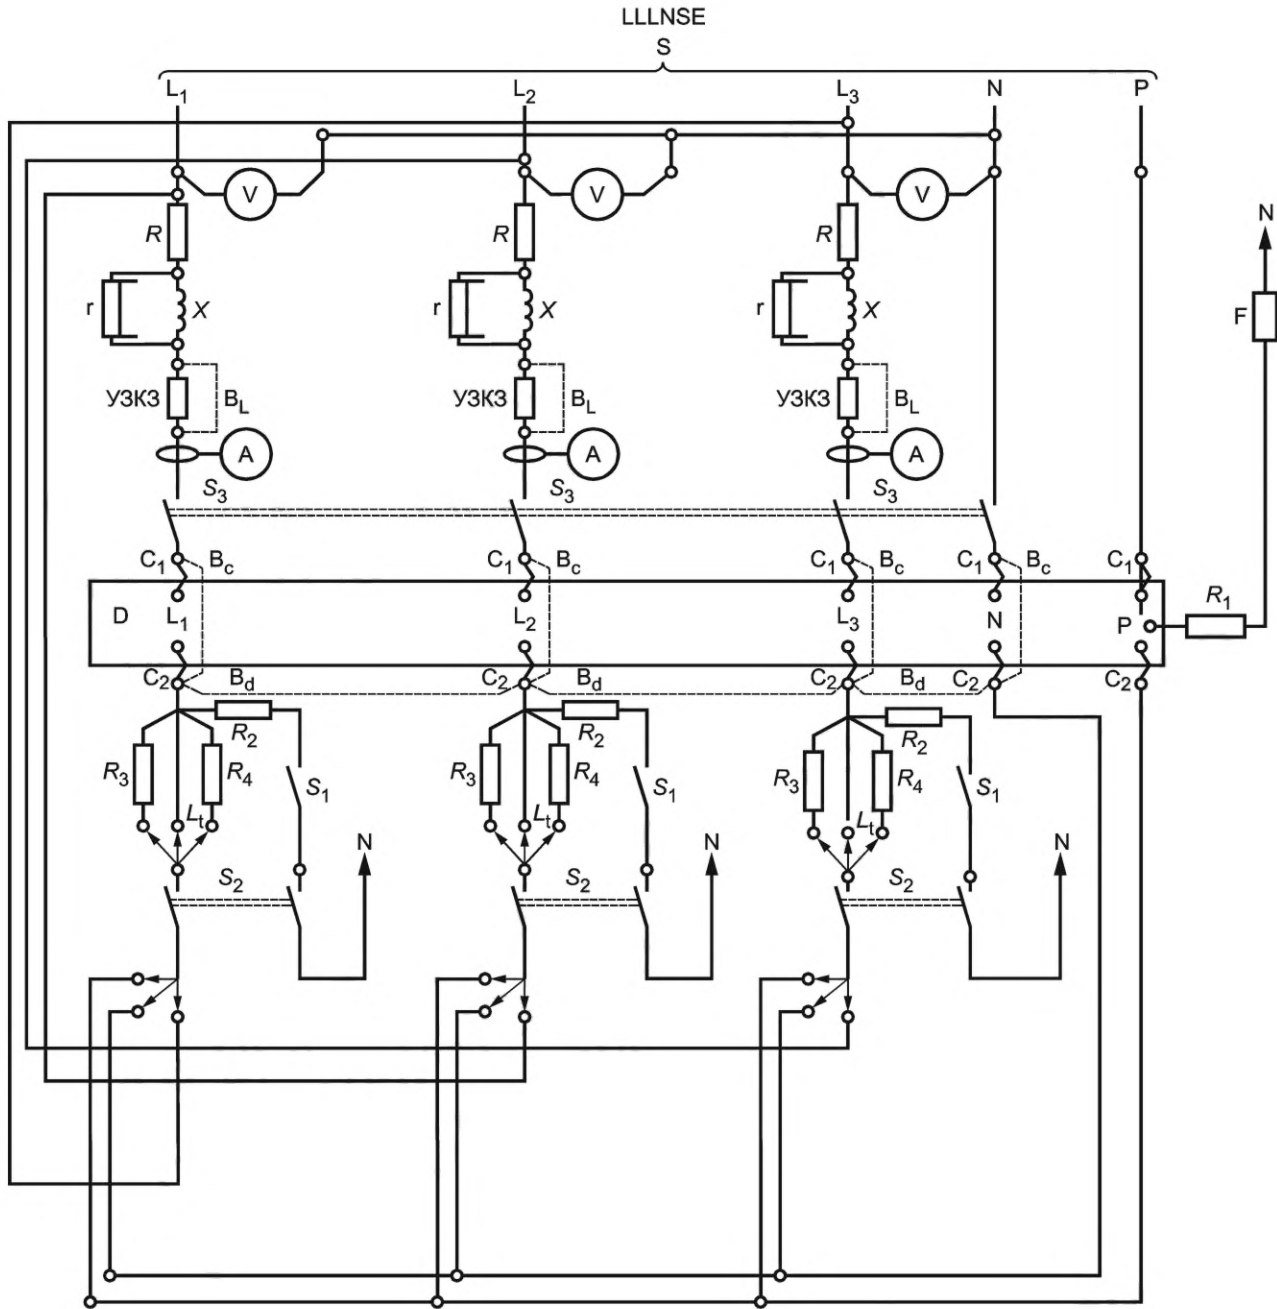 LLLNSE
S
L1 L2 L3 N P
V V V
N
R R R
r X r X r X
F
УЗКЗ BL УЗКЗ BL УЗКЗ BL
A A A
S3 S3 S3
C1 Bc C1 Bc C1 Bc C1 Bc C1
R1
D L1 L2 L3 N P
C2 Bd C2 Bd C2 Bd C2 C2
R2 R2 R2
R3 R4 R3 R4 R3 R4
S1 S1 S1
Lt Lt Lt
N N N
S2 S2 S2